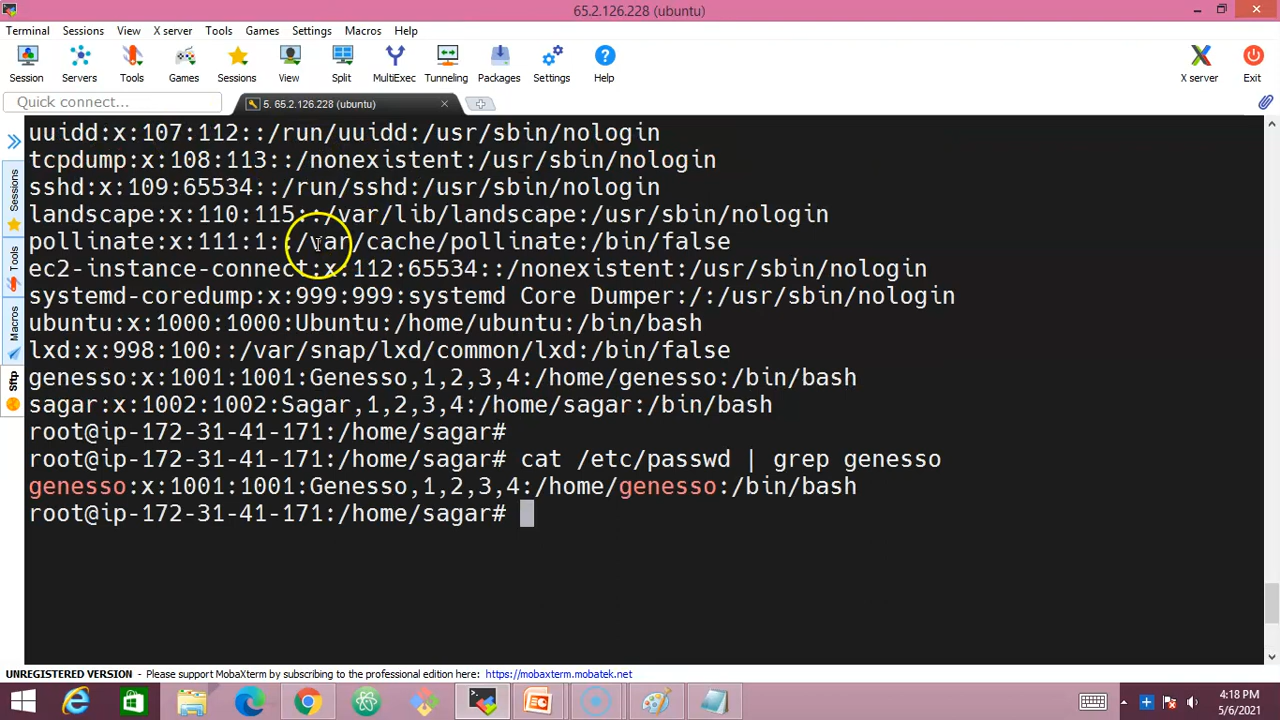 65.2.126.228 (ubuntu)
Terminal Sessions View X server Tools Games Settings Macros Help
Session Servers Tools Games Sessions View Split MultiExec Tunneling Packages Settings Help X server Exit
Quick connect...
5. 65.2.126.228 (ubuntu)
Sessions
Tools
Macros
Sftp
uuidd:x:107:112::/run/uuidd:/usr/sbin/nologin
tcpdump:x:108:113::/nonexistent:/usr/sbin/nologin
sshd:x:109:65534::/run/sshd:/usr/sbin/nologin
landscape:x:110:115::/var/lib/landscape:/usr/sbin/nologin
pollinate:x:111:1::/var/cache/pollinate:/bin/false
ec2-instance-connect:x:112:65534::/nonexistent:/usr/sbin/nologin
systemd-coredump:x:999:999:systemd Core Dumper:/:/usr/sbin/nologin
ubuntu:x:1000:1000:Ubuntu:/home/ubuntu:/bin/bash
lxd:x:998:100::/var/snap/lxd/common/lxd:/bin/false
genesso:x:1001:1001:Genesso,1,2,3,4:/home/genesso:/bin/bash
sagar:x:1002:1002:Sagar,1,2,3,4:/home/sagar:/bin/bash
root@ip-172-31-41-171:/home/sagar#
root@ip-172-31-41-171:/home/sagar# cat /etc/passwd | grep genesso
genesso:x:1001:1001:Genesso,1,2,3,4:/home/genesso:/bin/bash
root@ip-172-31-41-171:/home/sagar#
UNREGISTERED VERSION - Please support MobaXterm by subscribing to the professional edition here: https://mobaxterm.mobatek.net
4:18 PM
5/6/2021